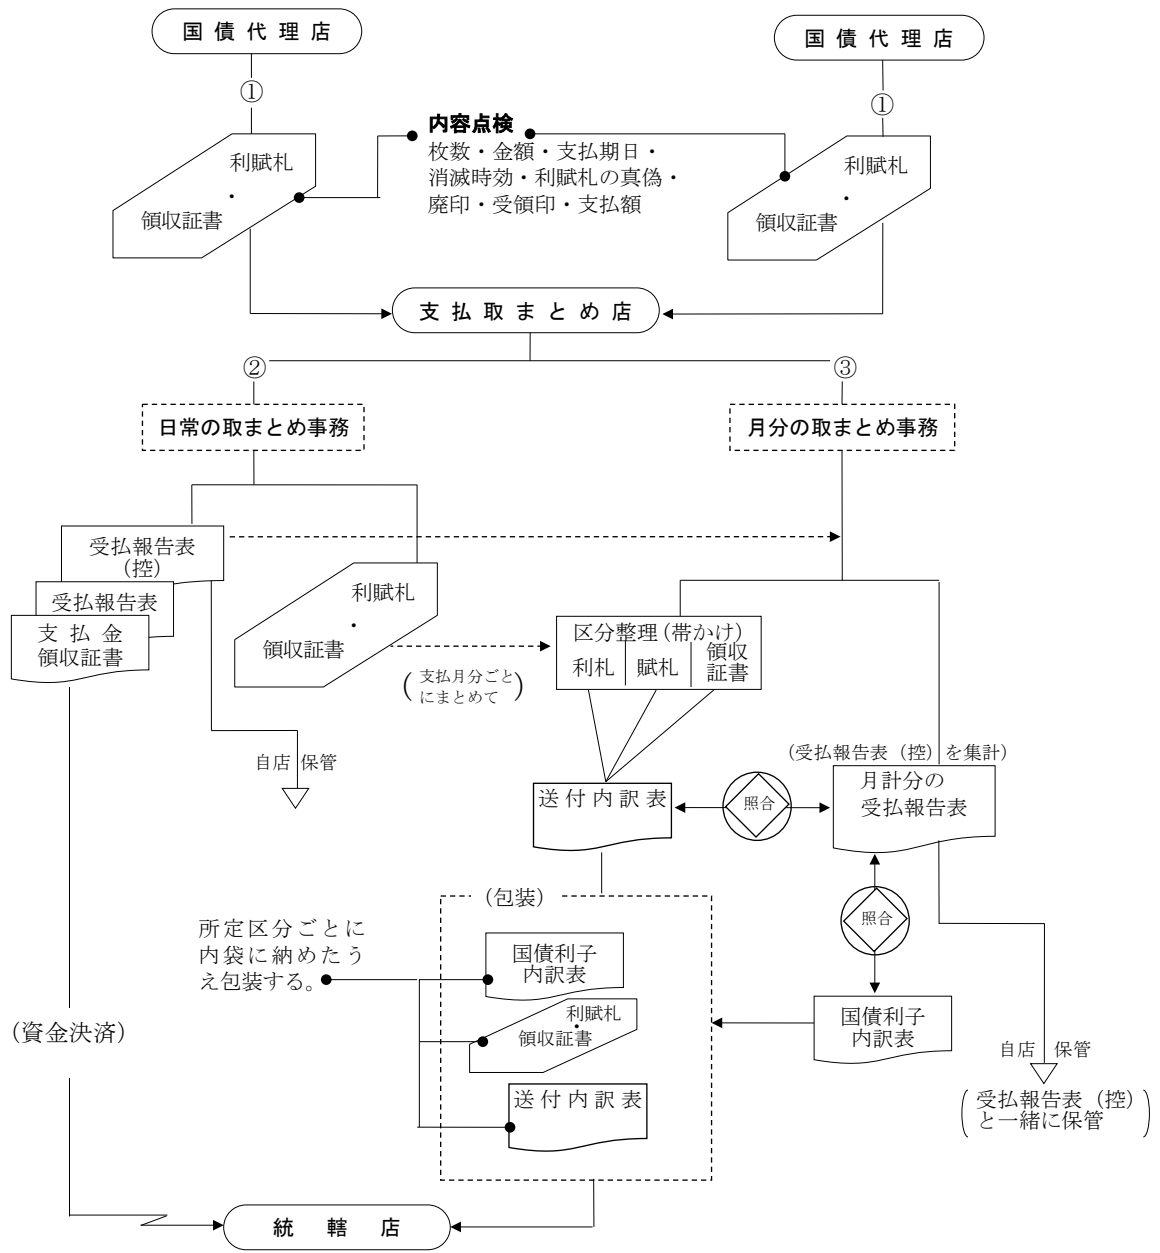 国債代理店
国債代理店
①
①
内容点検
枚数・金額・支払期日・
消滅時効・利賦札の真偽・
廃印・受領印・支払額
利賦札
・
領収証書
利賦札
・
領収証書
支払取まとめ店
②
③
日常の取まとめ事務
月分の取まとめ事務
受払報告表
(控)
受払報告表
支払金
領収証書
利賦札
・
領収証書
(支払月分ごと
にまとめて)
区分整理(帯かけ)
利札
賦札
領収
証書
自店 保管
(受払報告表(控)を集計)
月計分の
受払報告表
送付内訳表
照合
照合
(包装)
所定区分ごとに
内袋に納めたう
え包装する。
国債利子
内訳表
利賦札
・
領収証書
送付内訳表
国債利子
内訳表
(資金決済)
自店 保管
(受払報告表(控)
と一緒に保管)
統轄店